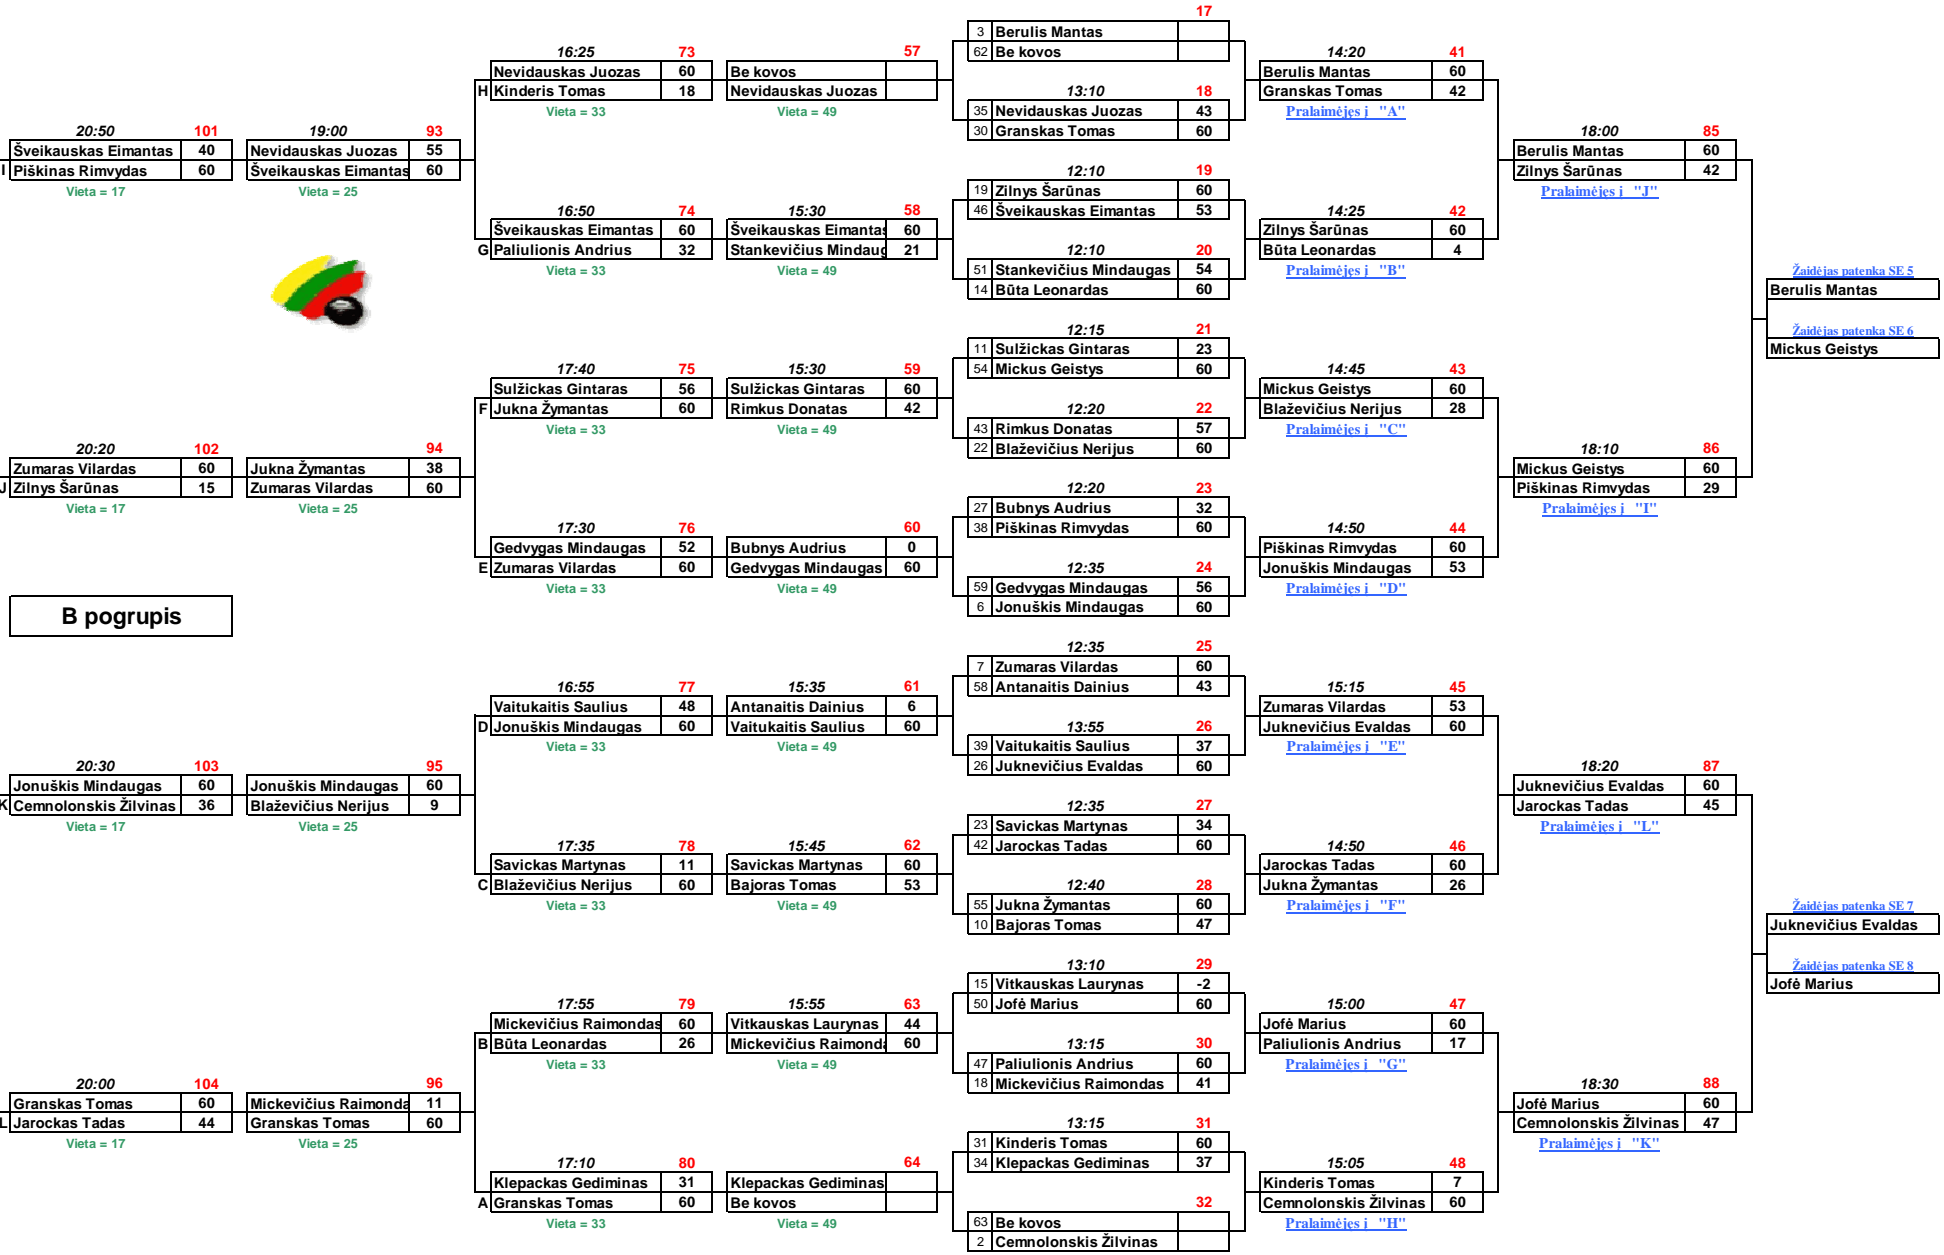 17
3 Berulis Mantas
62 Be kovos
16:25 73
57
14:20 41
Nevidauskas Juozas 60
Kinderis Tomas 18
H
Be kovos
Nevidauskas Juozas
Berulis Mantas 60
Granskas Tomas 42
Vieta = 33
Vieta = 49
13:10 18
Pralaimėjęs į "A"
35 Nevidauskas Juozas 43
30 Granskas Tomas 60
20:50 101
19:00 93
18:00 85
Šveikauskas Eimantas 40
I Piškinas Rimvydas 60
Nevidauskas Juozas 55
Šveikauskas Eimantas 60
Berulis Mantas 60
Zilnys Šarūnas 42
Vieta = 17
Vieta = 25
12:10 19
Pralaimėjęs į "J"
19 Zilnys Šarūnas 60
46 Šveikauskas Eimantas 53
16:50 74
15:30 58
14:25 42
Šveikauskas Eimantas 60
G Paliulionis Andrius 32
Šveikauskas Eimantas 60
Stankevičius Mindaug 21
Zilnys Šarūnas 60
Būta Leonardas 4
Vieta = 33
Vieta = 49
12:10 20
Pralaimėjęs į "B"
51 Stankevičius Mindaugas 54
14 Būta Leonardas 60
Žaidėjas patenka SE 5
Berulis Mantas
12:15 21
Žaidėjas patenka SE 6
11 Sulžickas Gintaras 23
54 Mickus Geistys 60
Mickus Geistys
17:40 75
15:30 59
14:45 43
Sulžickas Gintaras 56
F Jukna Žymantas 60
Sulžickas Gintaras 60
Rimkus Donatas 42
Mickus Geistys 60
Blaževičius Nerijus 28
Vieta = 33
Vieta = 49
12:20 22
Pralaimėjęs į "C"
43 Rimkus Donatas 57
22 Blaževičius Nerijus 60
20:20 102
94
18:10 86
Zumaras Vilardas 60
J Zilnys Šarūnas 15
Jukna Žymantas 38
Zumaras Vilardas 60
Mickus Geistys 60
Piškinas Rimvydas 29
Vieta = 17
Vieta = 25
12:20 23
Pralaimėjęs į "I"
27 Bubnys Audrius 32
38 Piškinas Rimvydas 60
17:30 76
60
14:50 44
Gedvygas Mindaugas 52
E Zumaras Vilardas 60
Bubnys Audrius 0
Gedvygas Mindaugas 60
Piškinas Rimvydas 60
Jonuškis Mindaugas 53
Vieta = 33
Vieta = 49
12:35 24
Pralaimėjęs į "D"
59 Gedvygas Mindaugas 56
6 Jonuškis Mindaugas 60
B pogrupis
12:35 25
7 Zumaras Vilardas 60
58 Antanaitis Dainius 43
16:55 77
15:35 61
15:15 45
Vaitukaitis Saulius 48
D Jonuškis Mindaugas 60
Antanaitis Dainius 6
Vaitukaitis Saulius 60
Zumaras Vilardas 53
Juknevičius Evaldas 60
Vieta = 33
Vieta = 49
13:55 26
Pralaimėjęs į "E"
39 Vaitukaitis Saulius 37
26 Juknevičius Evaldas 60
20:30 103
95
18:20 87
Jonuškis Mindaugas 60
K Cemnolonskis Žilvinas 36
Jonuškis Mindaugas 60
Blaževičius Nerijus 9
Juknevičius Evaldas 60
Jarockas Tadas 45
Vieta = 17
Vieta = 25
12:35 27
Pralaimėjęs į "L"
23 Savickas Martynas 34
42 Jarockas Tadas 60
17:35 78
15:45 62
14:50 46
Savickas Martynas 11
C Blaževičius Nerijus 60
Savickas Martynas 60
Bajoras Tomas 53
Jarockas Tadas 60
Jukna Žymantas 26
Vieta = 33
Vieta = 49
12:40 28
Pralaimėjęs į "F"
55 Jukna Žymantas 60
10 Bajoras Tomas 47
Žaidėjas patenka SE 7
Juknevičius Evaldas
13:10 29
Žaidėjas patenka SE 8
15 Vitkauskas Laurynas -2
50 Jofė Marius 60
Jofė Marius
17:55 79
15:55 63
15:00 47
Mickevičius Raimondas 60
B Būta Leonardas 26
Vitkauskas Laurynas 44
Mickevičius Raimonda 60
Jofė Marius 60
Paliulionis Andrius 17
Vieta = 33
Vieta = 49
13:15 30
Pralaimėjęs į "G"
47 Paliulionis Andrius 60
18 Mickevičius Raimondas 41
20:00 104
96
18:30 88
Granskas Tomas 60
L Jarockas Tadas 44
Mickevičius Raimonda 11
Granskas Tomas 60
Jofė Marius 60
Cemnolonskis Žilvinas 47
Vieta = 17
Vieta = 25
13:15 31
Pralaimėjęs į "K"
31 Kinderis Tomas 60
34 Klepackas Gediminas 37
17:10 80
64
15:05 48
Klepackas Gediminas 31
A Granskas Tomas 60
Klepackas Gediminas
Be kovos
Kinderis Tomas 7
Cemnolonskis Žilvinas 60
Vieta = 33
Vieta = 49
32
Pralaimėjęs į "H"
63 Be kovos
2 Cemnolonskis Žilvinas